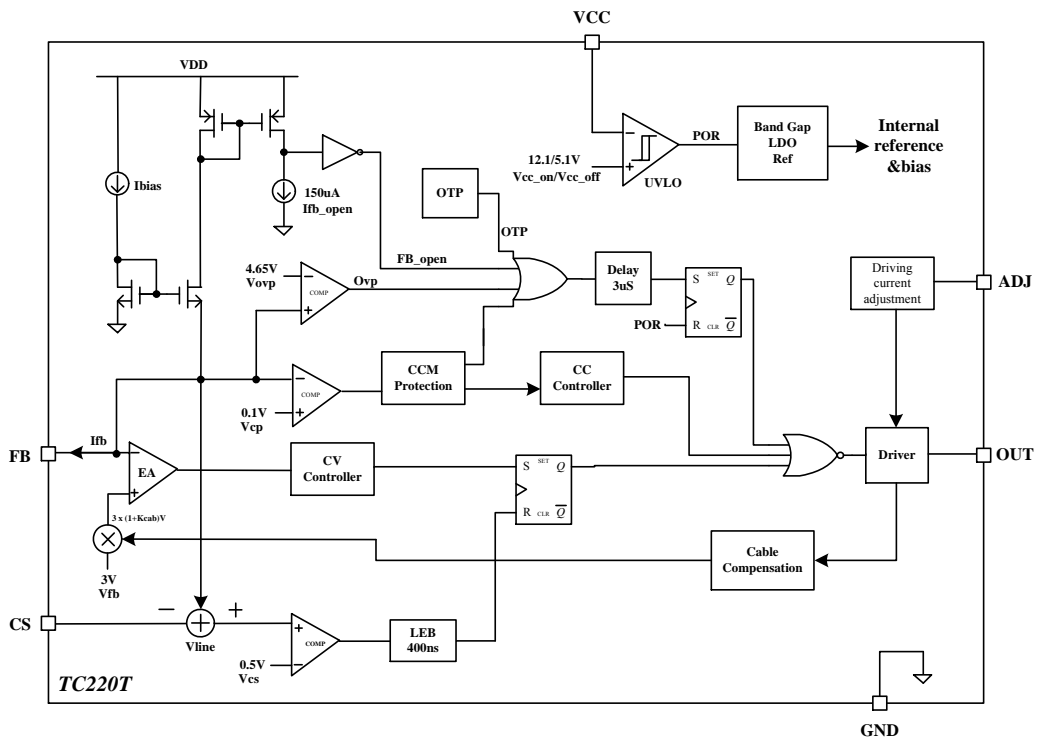 VCC
VDD
Ibias
150uA
Ifb_open
12.1/5.1V
Vcc_on/Vcc_off
UVLO
POR
Band Gap
LDO
Ref
Internal
reference
&bias
OTP
OTP
FB_open
4.65V
Vovp
COMP
Ovp
Delay
3uS
S
SET
Q
R
CLR
Q
POR
Driving
current
adjustment
ADJ
0.1V
Vcp
COMP
CCM
Protection
CC
Controller
FB
Ifb
EA
CV
Controller
S
SET
Q
R
CLR
Q
Driver
OUT
3 x (1+Kcab)V
3V
Vfb
Cable
Compensation
CS
Vline
0.5V
Vcs
COMP
LEB
400ns
TC220T
GND